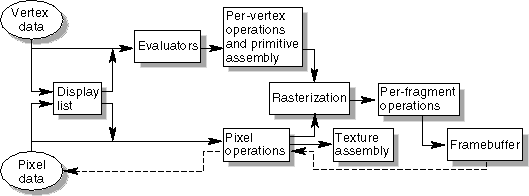 Vertex
data
Per-vertex
operations
and primitive
assembly
Evaluators
Display
list
Rasterization
Per-fragment
operations
Pixel
operations
Texture
assembly
Framebuffer
Pixel
data